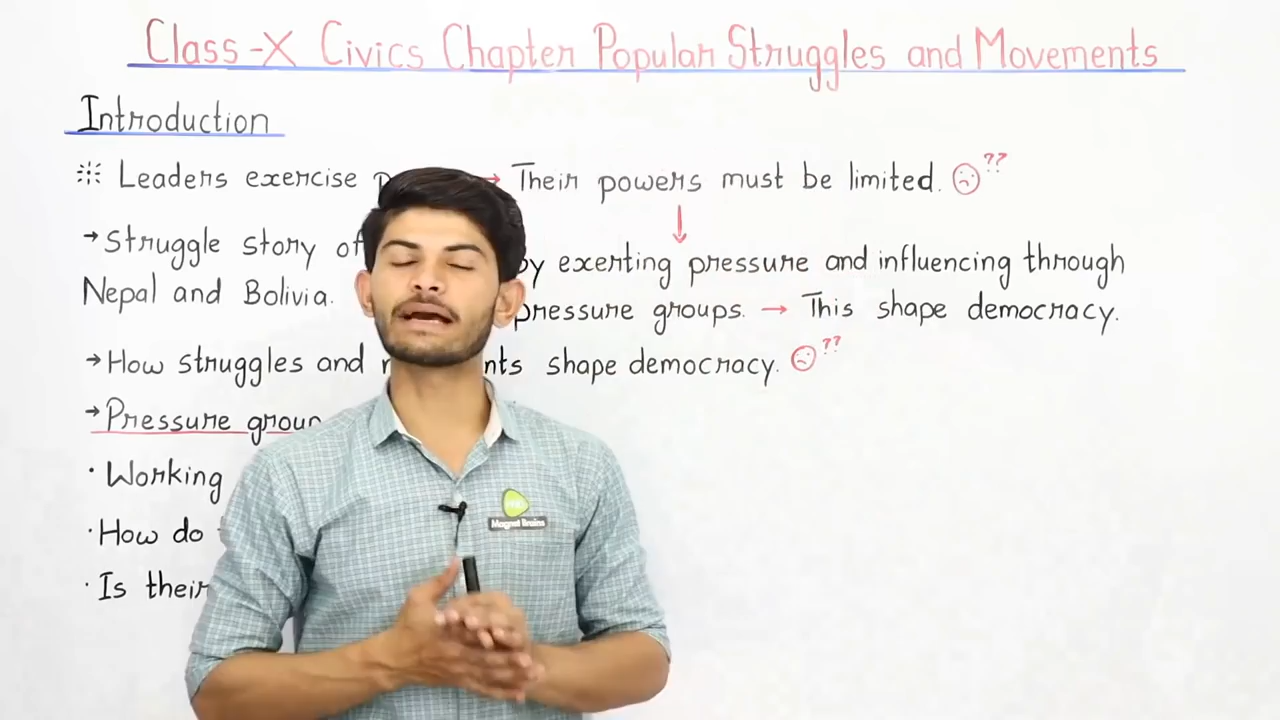 Class-X Civics Chapter Popular Struggles and Movements
Introduction
Leaders exercise → Their powers must be limited. ??
↓
→ Struggle story of
Nepal and Bolivia.
by exerting pressure and influencing through
pressure groups. → This shape democracy.
→ How struggles and nts shape democracy. ??
→ Pressure group
· Working
· How do
· Is their
Magnet Brains